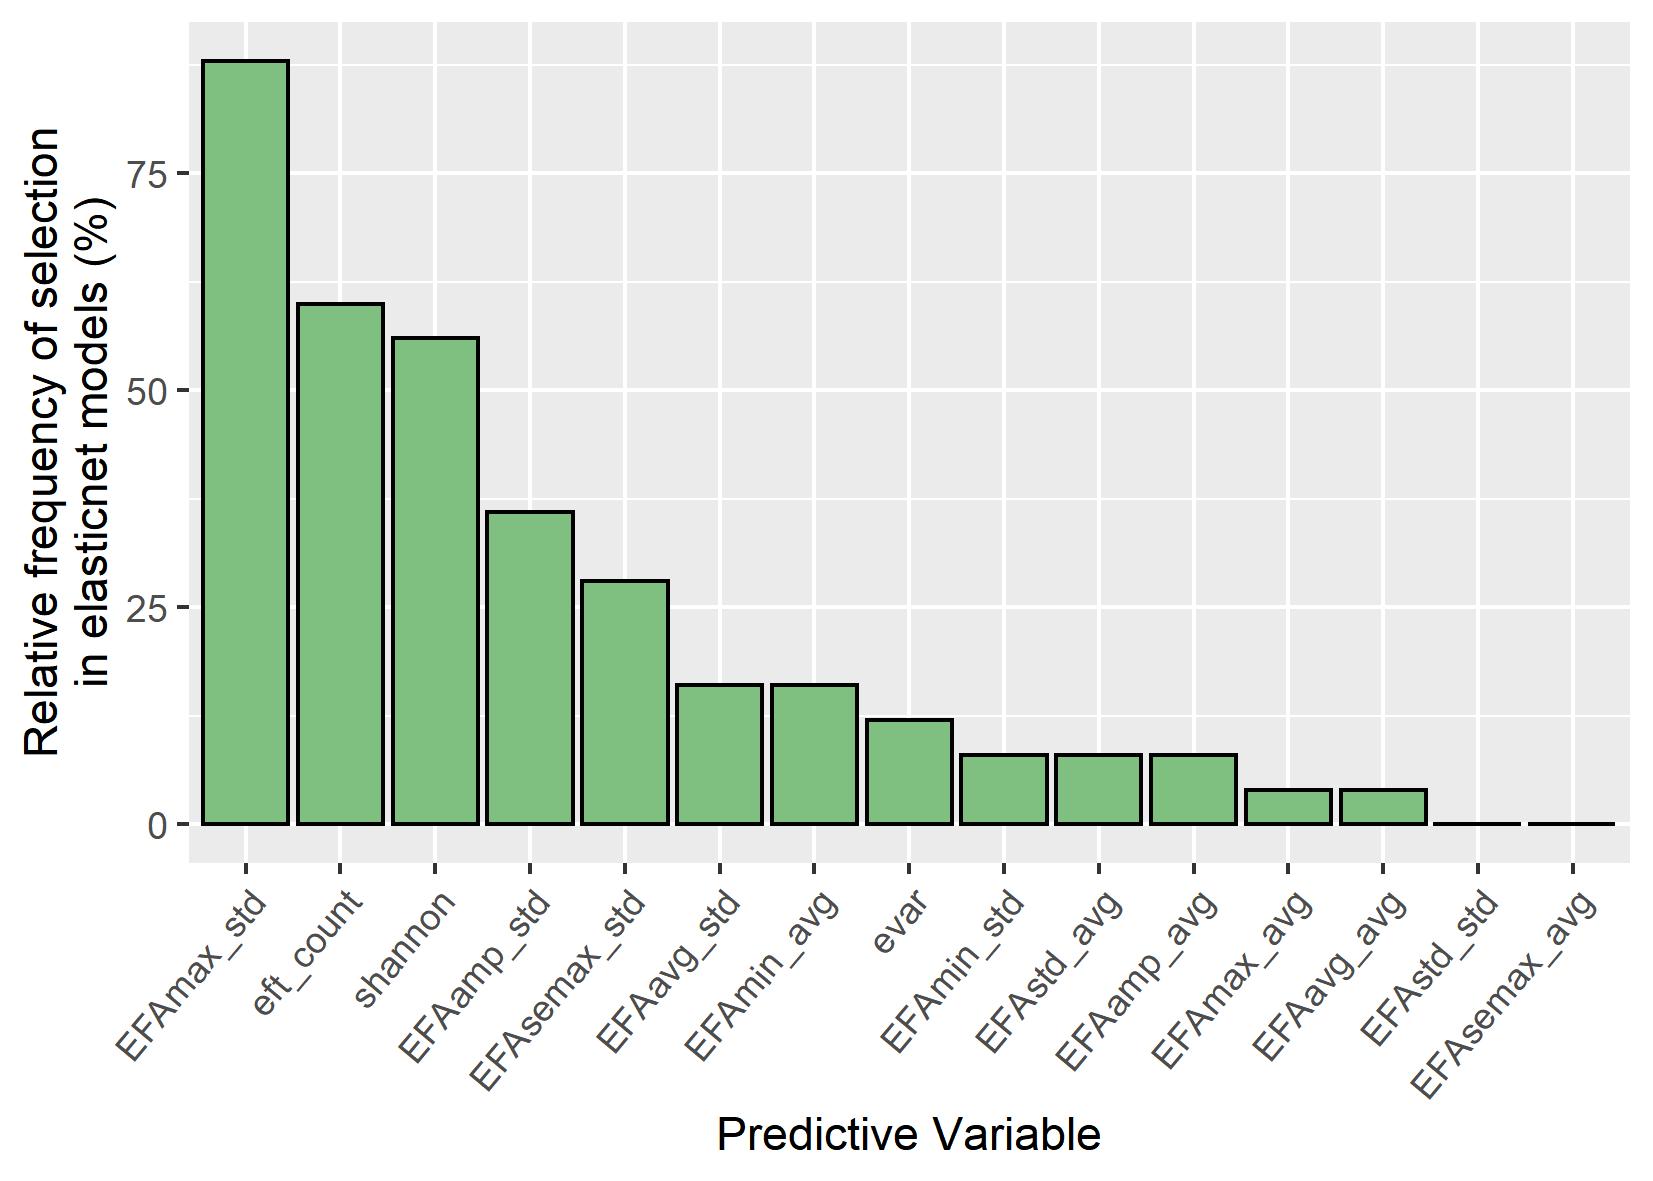 Relative frequency of selection
in elasticnet models (%)
75
50
25
0
EFAmax_std
eft_count
shannon
EFAamp_std
EFAsemax_std
EFAavg_std
EFAmin_avg
evar
EFAmin_std
EFAstd_avg
EFAamp_avg
EFAmax_avg
EFAavg_avg
EFAstd_std
EFAsemax_avg
Predictive Variable